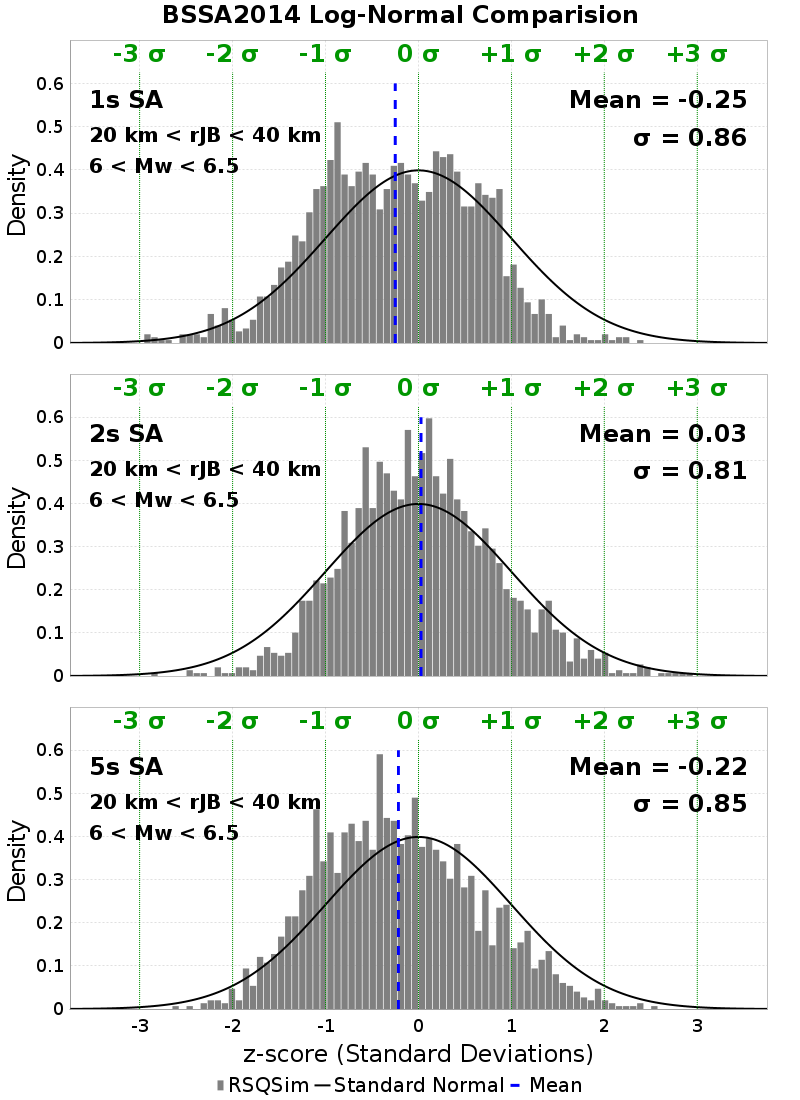 BSSA2014 Log-Normal Comparision
-3 σ -2 σ -1 σ 0 σ +1 σ +2 σ +3 σ
1s SA
20 km < rJB < 40 km
6 < Mw < 6.5
Mean = -0.25
σ = 0.86
Density
0.6
0.5
0.4
0.3
0.2
0.1
0
-3 σ -2 σ -1 σ 0 σ +1 σ +2 σ +3 σ
2s SA
20 km < rJB < 40 km
6 < Mw < 6.5
Mean = 0.03
σ = 0.81
Density
0.6
0.5
0.4
0.3
0.2
0.1
0
-3 σ -2 σ -1 σ 0 σ +1 σ +2 σ +3 σ
5s SA
20 km < rJB < 40 km
6 < Mw < 6.5
Mean = -0.22
σ = 0.85
Density
0.6
0.5
0.4
0.3
0.2
0.1
0
-3 -2 -1 0 1 2 3
z-score (Standard Deviations)
RSQSim Standard Normal Mean